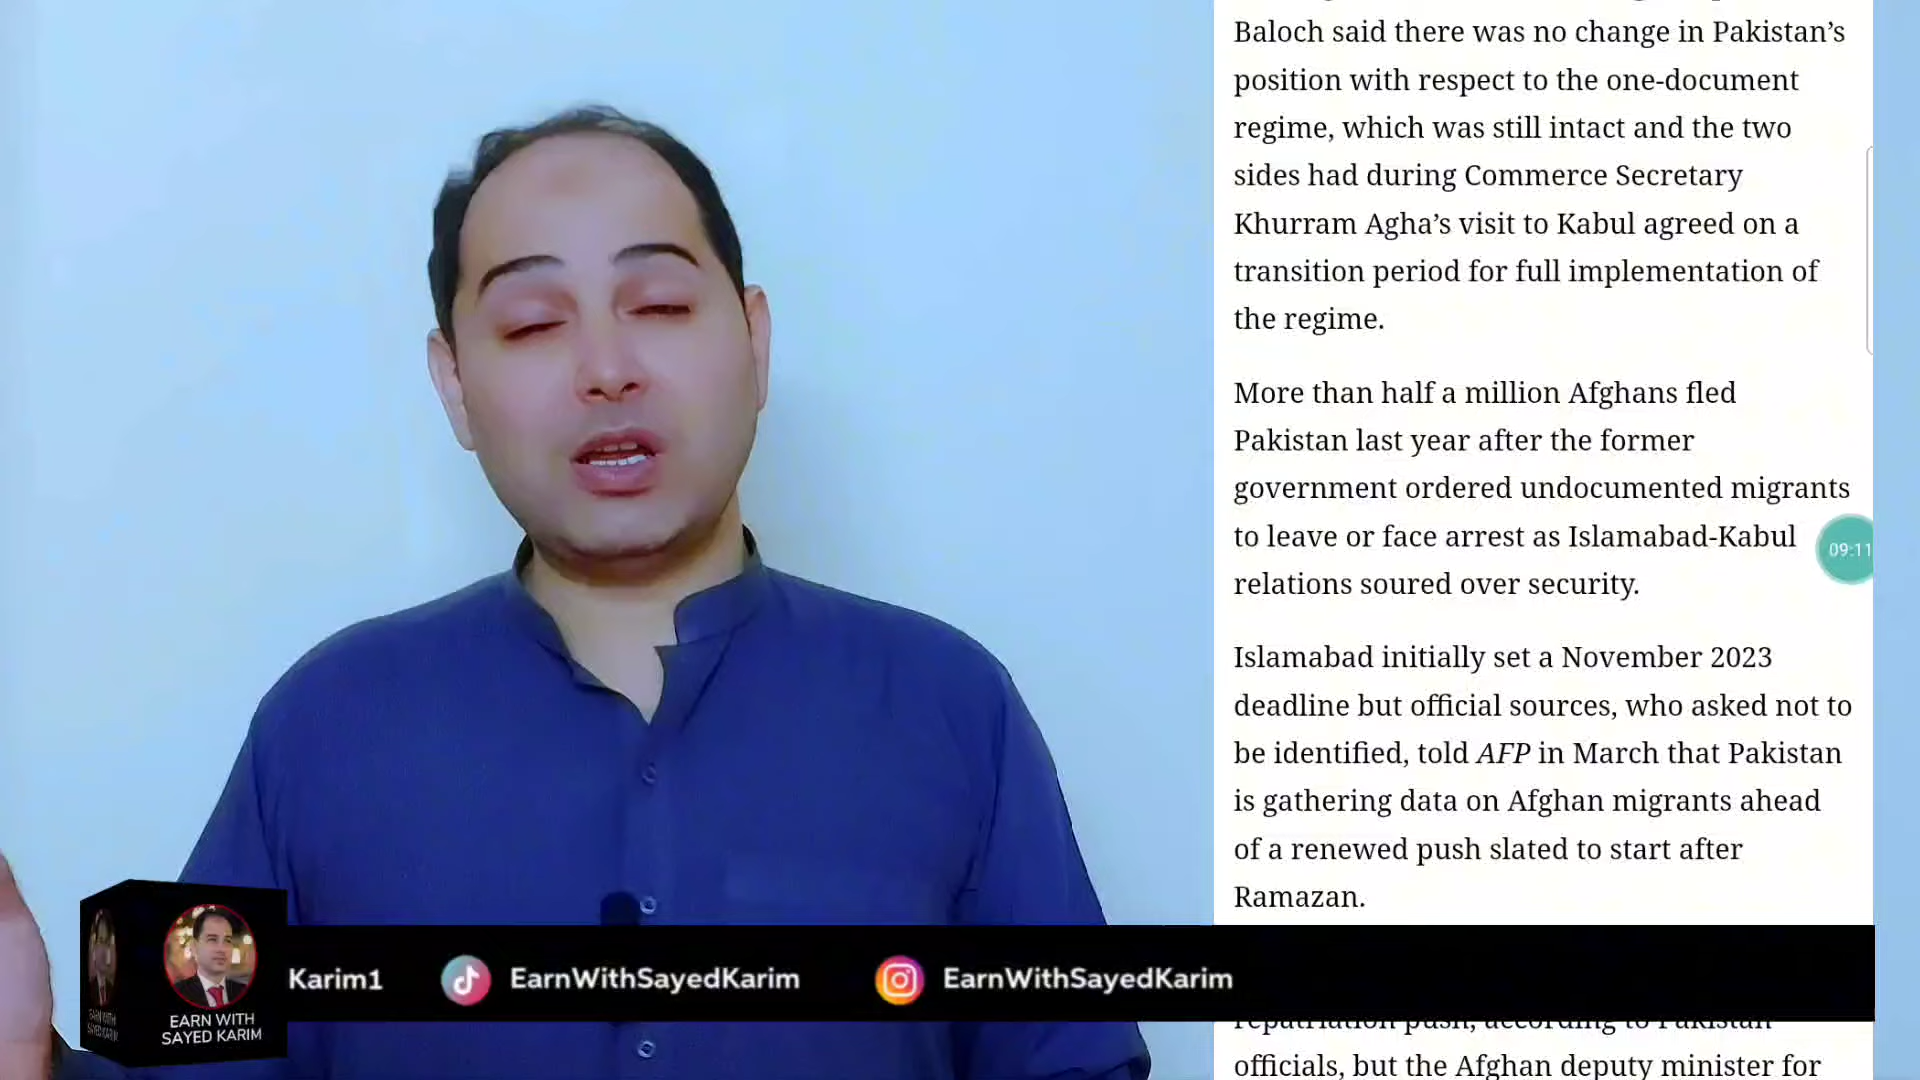 Baloch said there was no change in Pakistan’s
position with respect to the one-document
regime, which was still intact and the two
sides had during Commerce Secretary
Khurram Agha’s visit to Kabul agreed on a
transition period for full implementation of
the regime.
More than half a million Afghans fled
Pakistan last year after the former
government ordered undocumented migrants
to leave or face arrest as Islamabad-Kabul
relations soured over security.
09:11
Islamabad initially set a November 2023
deadline but official sources, who asked not to
be identified, told AFP in March that Pakistan
is gathering data on Afghan migrants ahead
of a renewed push slated to start after
Ramazan.
Karim1 EarnWithSayedKarim EarnWithSayedKarim
EARN WITH
SAYED KARIM
repatriation push, according to Pakistan
officials, but the Afghan deputy minister for